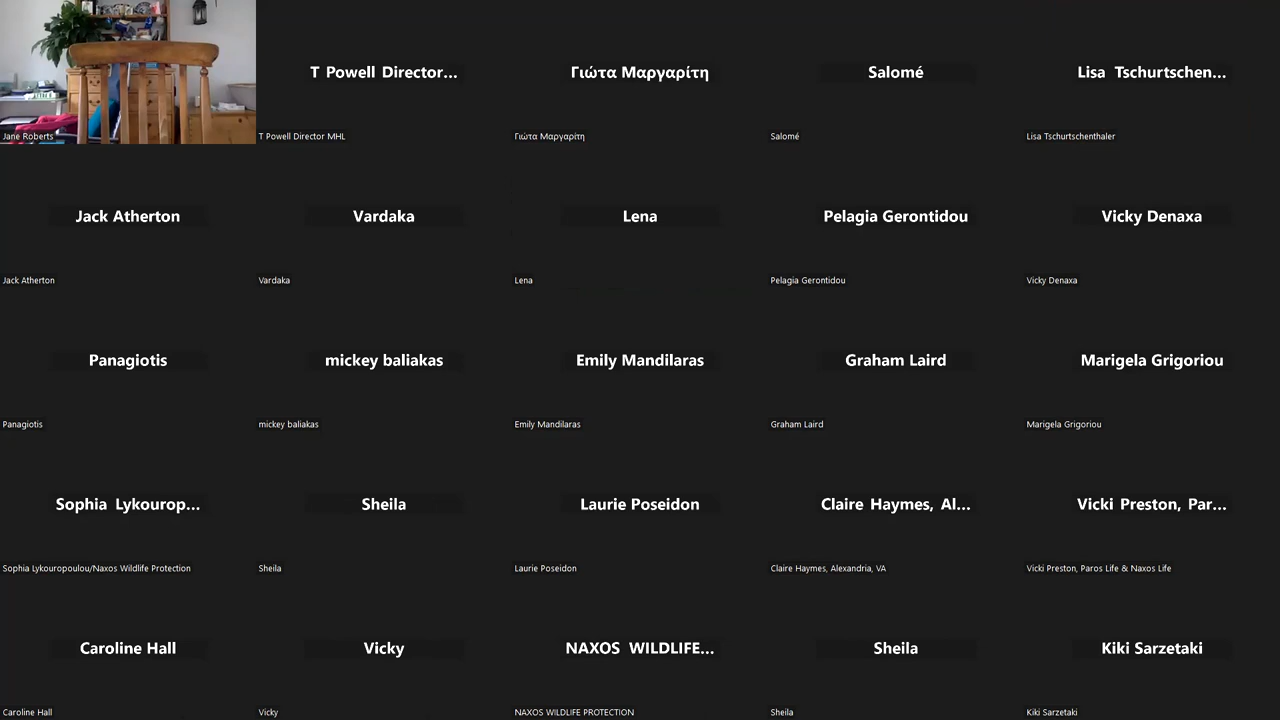 Jane Roberts
T Powell Director...
T Powell Director MHL
Γιώτα Μαργαρίτη
Γιώτα Μαργαρίτη
Salomé
Salomé
Lisa Tschurtschen...
Lisa Tschurtschenthaler
Jack Atherton
Jack Atherton
Vardaka
Vardaka
Lena
Lena
Pelagia Gerontidou
Pelagia Gerontidou
Vicky Denaxa
Vicky Denaxa
Panagiotis
Panagiotis
mickey baliakas
mickey baliakas
Emily Mandilaras
Emily Mandilaras
Graham Laird
Graham Laird
Marigela Grigoriou
Marigela Grigoriou
Sophia Lykourop...
Sophia Lykouropoulou/Naxos Wildlife Protection
Sheila
Sheila
Laurie Poseidon
Laurie Poseidon
Claire Haymes, Al...
Claire Haymes, Alexandria, VA
Vicki Preston, Par...
Vicki Preston, Paros Life & Naxos Life
Caroline Hall
Caroline Hall
Vicky
Vicky
NAXOS WILDLIFE...
NAXOS WILDLIFE PROTECTION
Sheila
Sheila
Kiki Sarzetaki
Kiki Sarzetaki